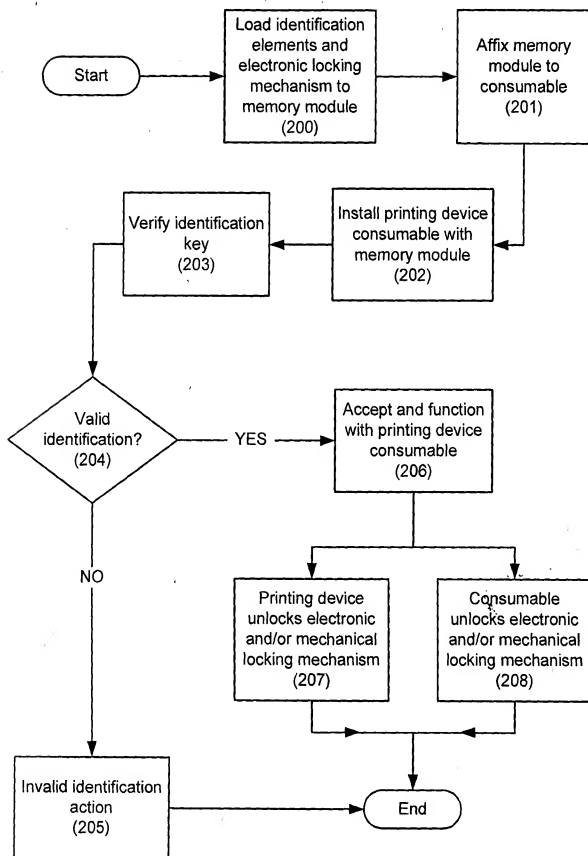 Start
Load identification
elements and
electronic locking
mechanism to
memory module
(200)
Affix memory
module to
consumable
(201)
Install printing device
consumable with
memory module
(202)
Verify identification
key
(203)
Valid
identification?
(204)
YES
Accept and function
with printing device
consumable
(206)
NO
Printing device
unlocks electronic
and/or mechanical
locking mechanism
(207)
Consumable
unlocks electronic
and/or mechanical
locking mechanism
(208)
Invalid identification
action
(205)
End